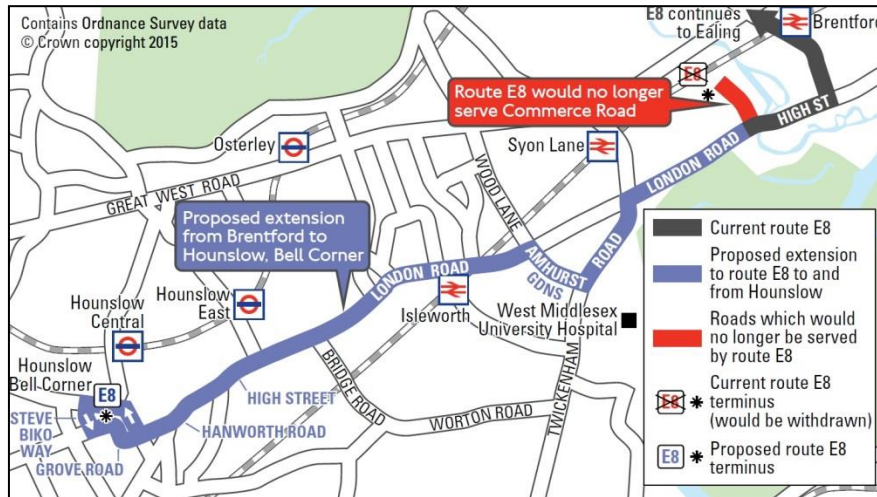 Contains Ordnance Survey data
© Crown copyright 2015
E8 continues
to Ealing
Brentford
E8
Route E8 would no longer
serve Commerce Road
HIGH ST
Osterley
Syon Lane
LONDON ROAD
GREAT WEST ROAD
WOOD LANE
Proposed extension
from Brentford to
Hounslow, Bell Corner
ROAD
AMHURST
GDNS
LONDON ROAD
Hounslow
Central
Hounslow
East
Isleworth
West Middlesex
University Hospital
Hounslow
Bell Corner
E8
BRIDGE ROAD
TWICKENHAM
HIGH STREET
WORTON ROAD
STEVE
BIKO
WAY
HANWORTH ROAD
GROVE ROAD
Current route E8
Proposed extension
to route E8 to and
from Hounslow
Roads which would
no longer be served
by route E8
E8
Current route E8
terminus
(would be withdrawn)
E8
Proposed route E8
terminus